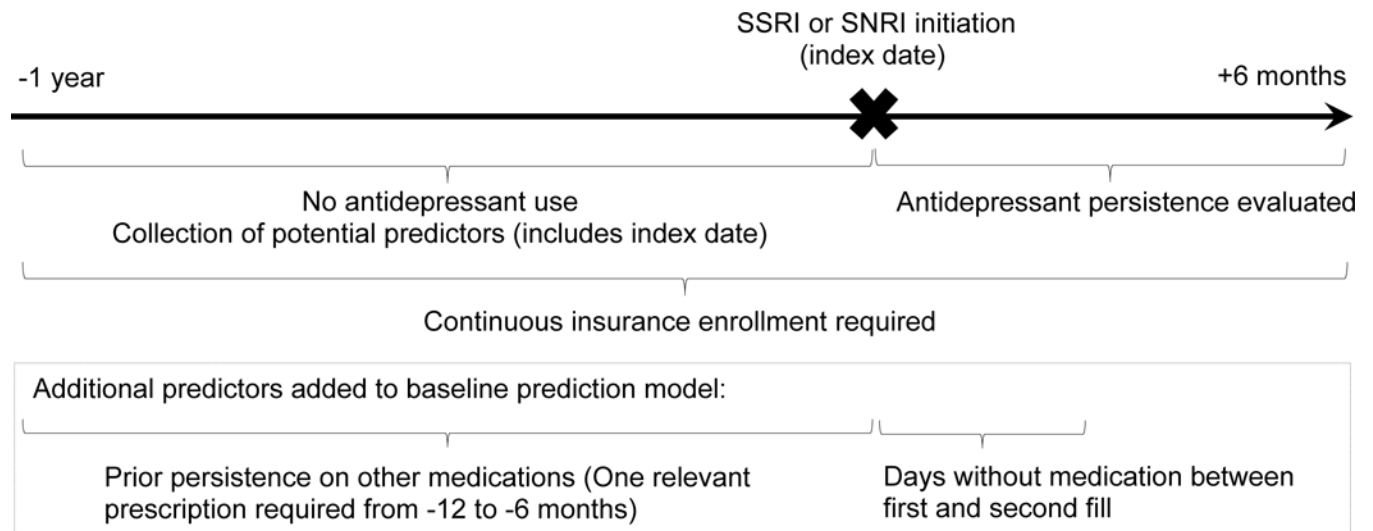 SSRI or SNRI initiation
(index date)
-1 year
+6 months
No antidepressant use
Collection of potential predictors (includes index date)
Antidepressant persistence evaluated
Continuous insurance enrollment required
Additional predictors added to baseline prediction model:
Prior persistence on other medications (One relevant
prescription required from -12 to -6 months)
Days without medication between
first and second fill